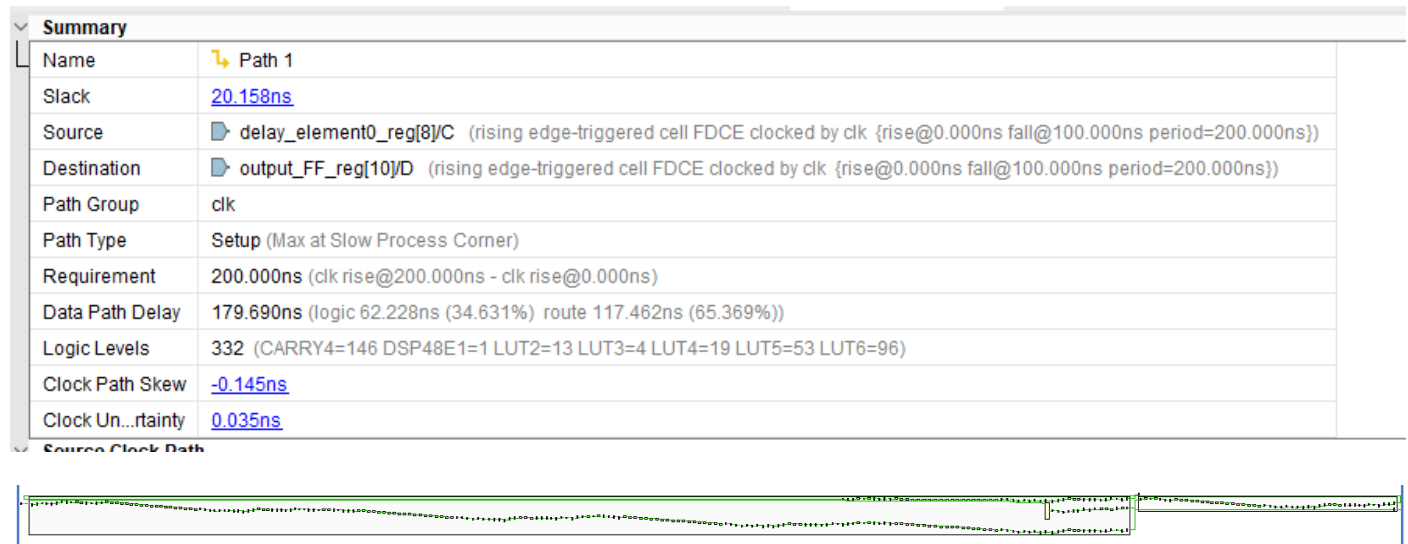 Summary
Name Path 1
Slack 20.158ns
Source delay_element0_reg[8]/C (rising edge-triggered cell FDCE clocked by clk {rise@0.000ns fall@100.000ns period=200.000ns})
Destination output_FF_reg[10]/D (rising edge-triggered cell FDCE clocked by clk {rise@0.000ns fall@100.000ns period=200.000ns})
Path Group clk
Path Type Setup (Max at Slow Process Corner)
Requirement 200.000ns (clk rise@200.000ns - clk rise@0.000ns)
Data Path Delay 179.690ns (logic 62.228ns (34.631%) route 117.462ns (65.369%))
Logic Levels 332 (CARRY4=146 DSP48E1=1 LUT2=13 LUT3=4 LUT4=19 LUT5=53 LUT6=96)
Clock Path Skew -0.145ns
Clock Un...rtainty 0.035ns
Source Clock Path